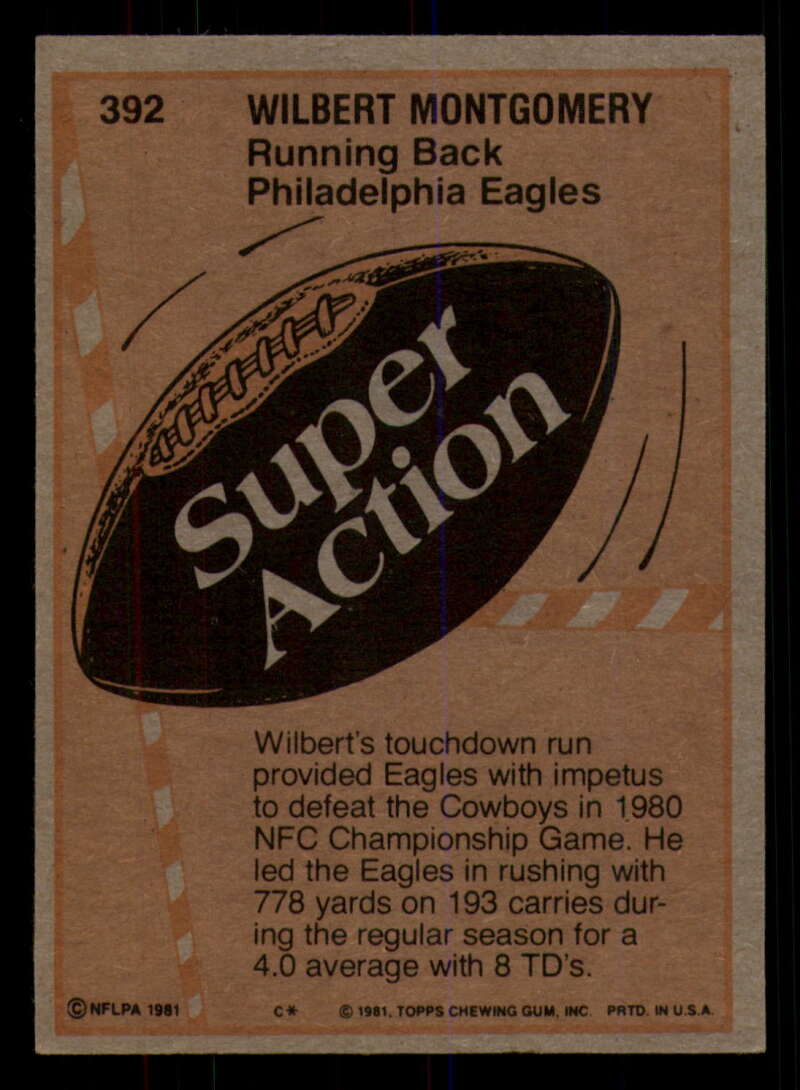 392 WILBERT MONTGOMERY
Running Back
Philadelphia Eagles
Super
Action
Wilbert's touchdown run
provided Eagles with impetus
to defeat the Cowboys in 1980
NFC Championship Game. He
led the Eagles in rushing with
778 yards on 193 carries dur-
ing the regular season for a
4.0 average with 8 TD's.
© NFLPA 1981 C* © 1981, TOPPS CHEWING GUM, INC. PRTD. IN U.S.A.